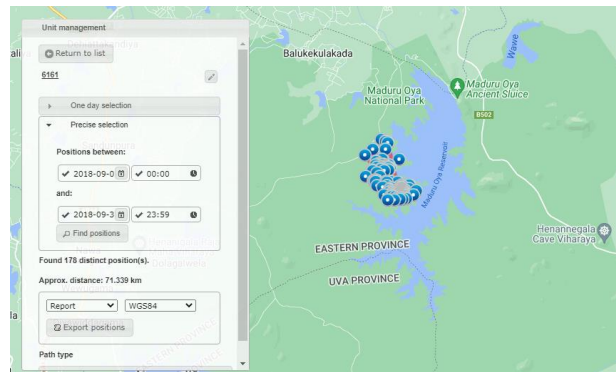 Unit management
Return to list
6161
One day selection
Precise selection
Positions between:
2018-09-0 00:00
and:
2018-09-3 23:59
Find positions
Found 178 distinct position(s).
Approx. distance: 71.339 km
Report WGS84
Export positions
Path type
Balukekulakada
Wawe
Maduru Oya
National Park
Maduru Oya
Ancient Sluice
B502
Maduru Oya Reservoir
Henannegala
Cave Viharaya
EASTERN PROVINCE
UVA PROVINCE